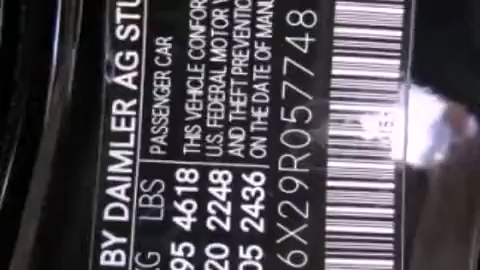 BY DAIMLER AG STU
KG LBS PASSENGER CAR
95 4618 THIS VEHICLE CONFOR
20 2248 U.S. FEDERAL MOTOR V
05 2436 AND THEFT PREVENTIO
ON THE DATE OF MANU
6X29R057748